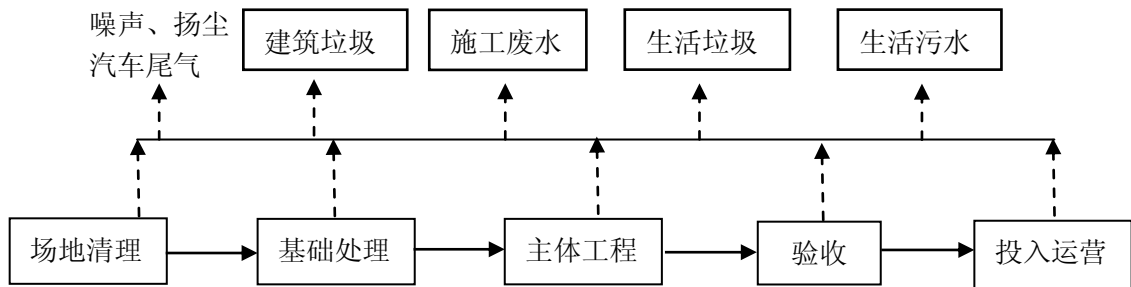 噪声、扬尘
汽车尾气
建筑垃圾
施工废水
生活垃圾
生活污水
场地清理
基础处理
主体工程
验收
投入运营